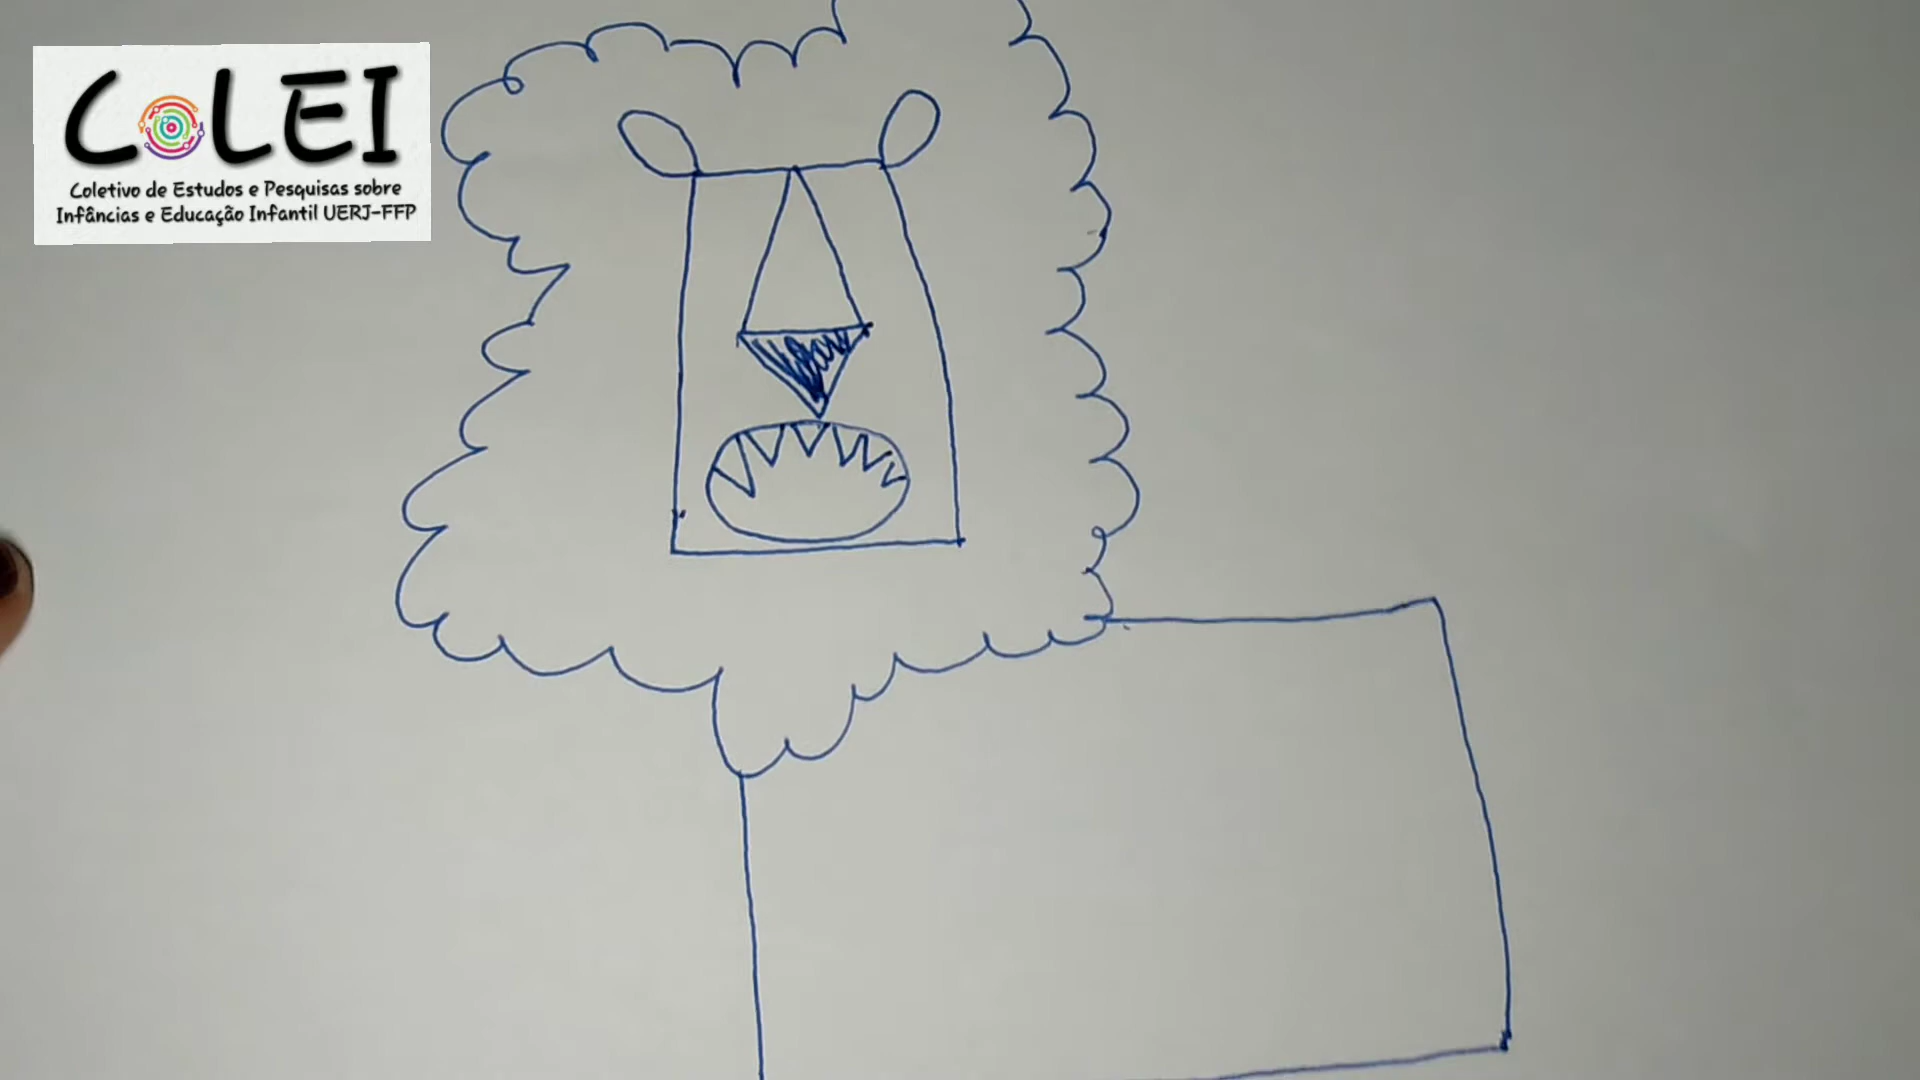 COLEI
Coletivo de Estudos e Pesquisas sobre
Infâncias e Educação Infantil UERJ-FFP